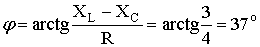 φ = arctg (X_L − X_C)/R = arctg 3/4 = 37°